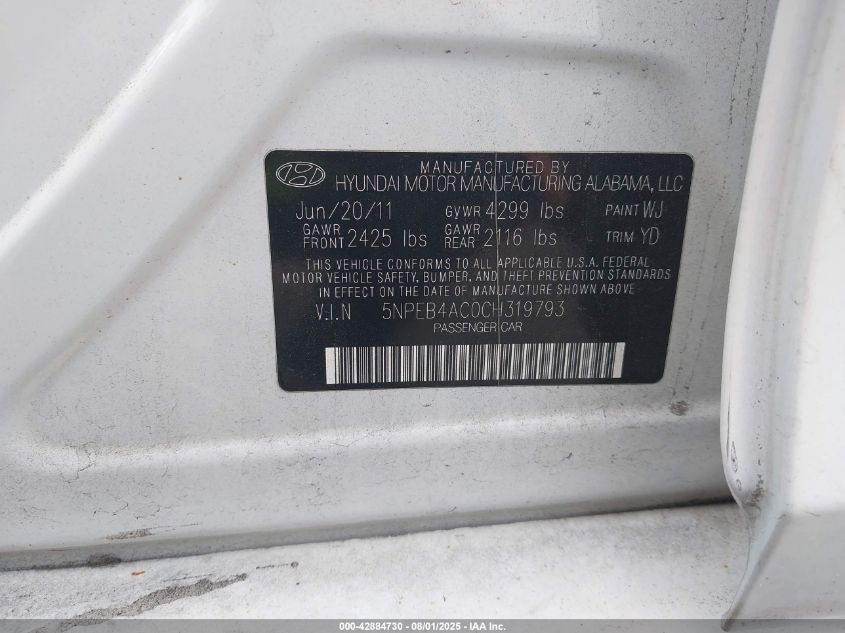 MANUFACTURED BY
HYUNDAI MOTOR MANUFACTURING ALABAMA, LLC
Jun/20/11 GVWR 4299 lbs PAINT WJ
GAWR FRONT 2425 lbs GAWR REAR 2116 lbs TRIM YD
THIS VEHICLE CONFORMS TO ALL APPLICABLE U.S.A. FEDERAL
MOTOR VEHICLE SAFETY, BUMPER, AND THEFT PREVENTION STANDARDS
IN EFFECT ON THE DATE OF MANUFACTURE SHOWN ABOVE
V.I.N 5NPEB4AC0CH319793
PASSENGER CAR
000-42884730 - 08/01/2025 - IAA Inc.